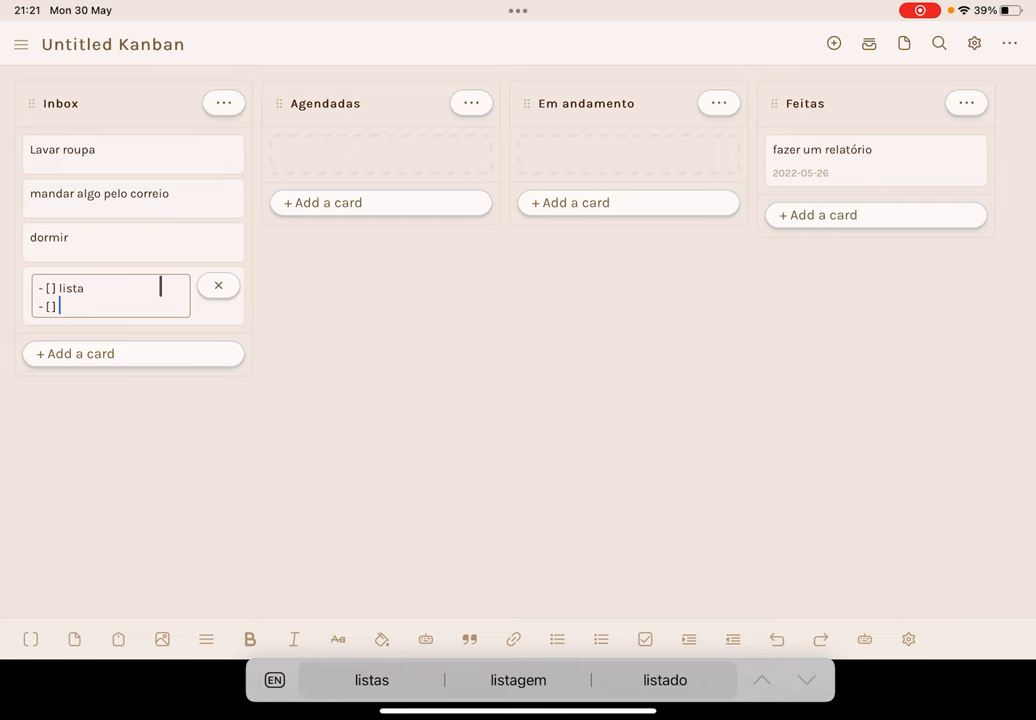 21:21 Mon 30 May
39%
Untitled Kanban
Inbox
Lavar roupa
mandar algo pelo correio
dormir
- [] lista
- []
+ Add a card
Agendadas
+ Add a card
Em andamento
+ Add a card
Feitas
fazer um relatório
2022-05-26
+ Add a card
B I Aa
EN listas listagem listado